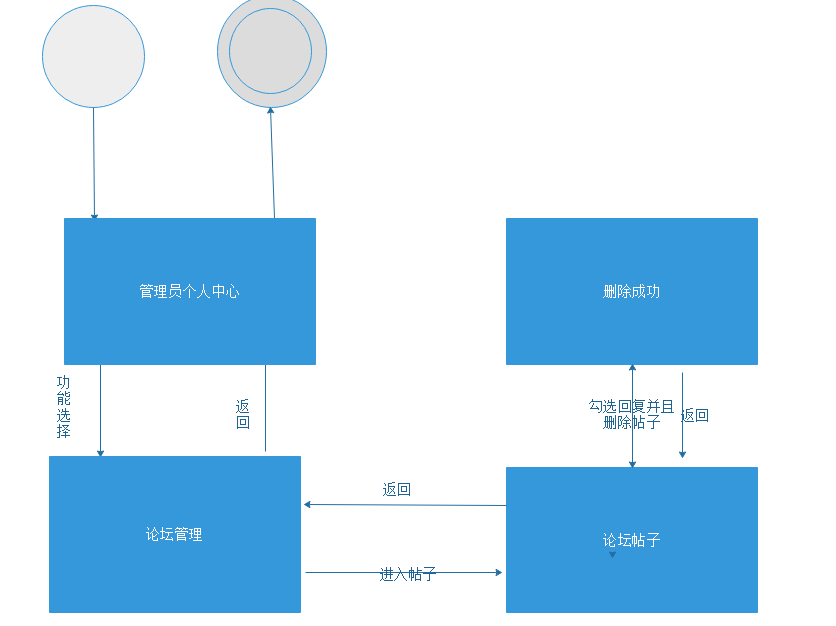 管理员个人中心
删除成功
功
能
选
择
返
回
勾选回复并且
删除帖子
返回
返回
论坛管理
论坛帖子
进入帖子